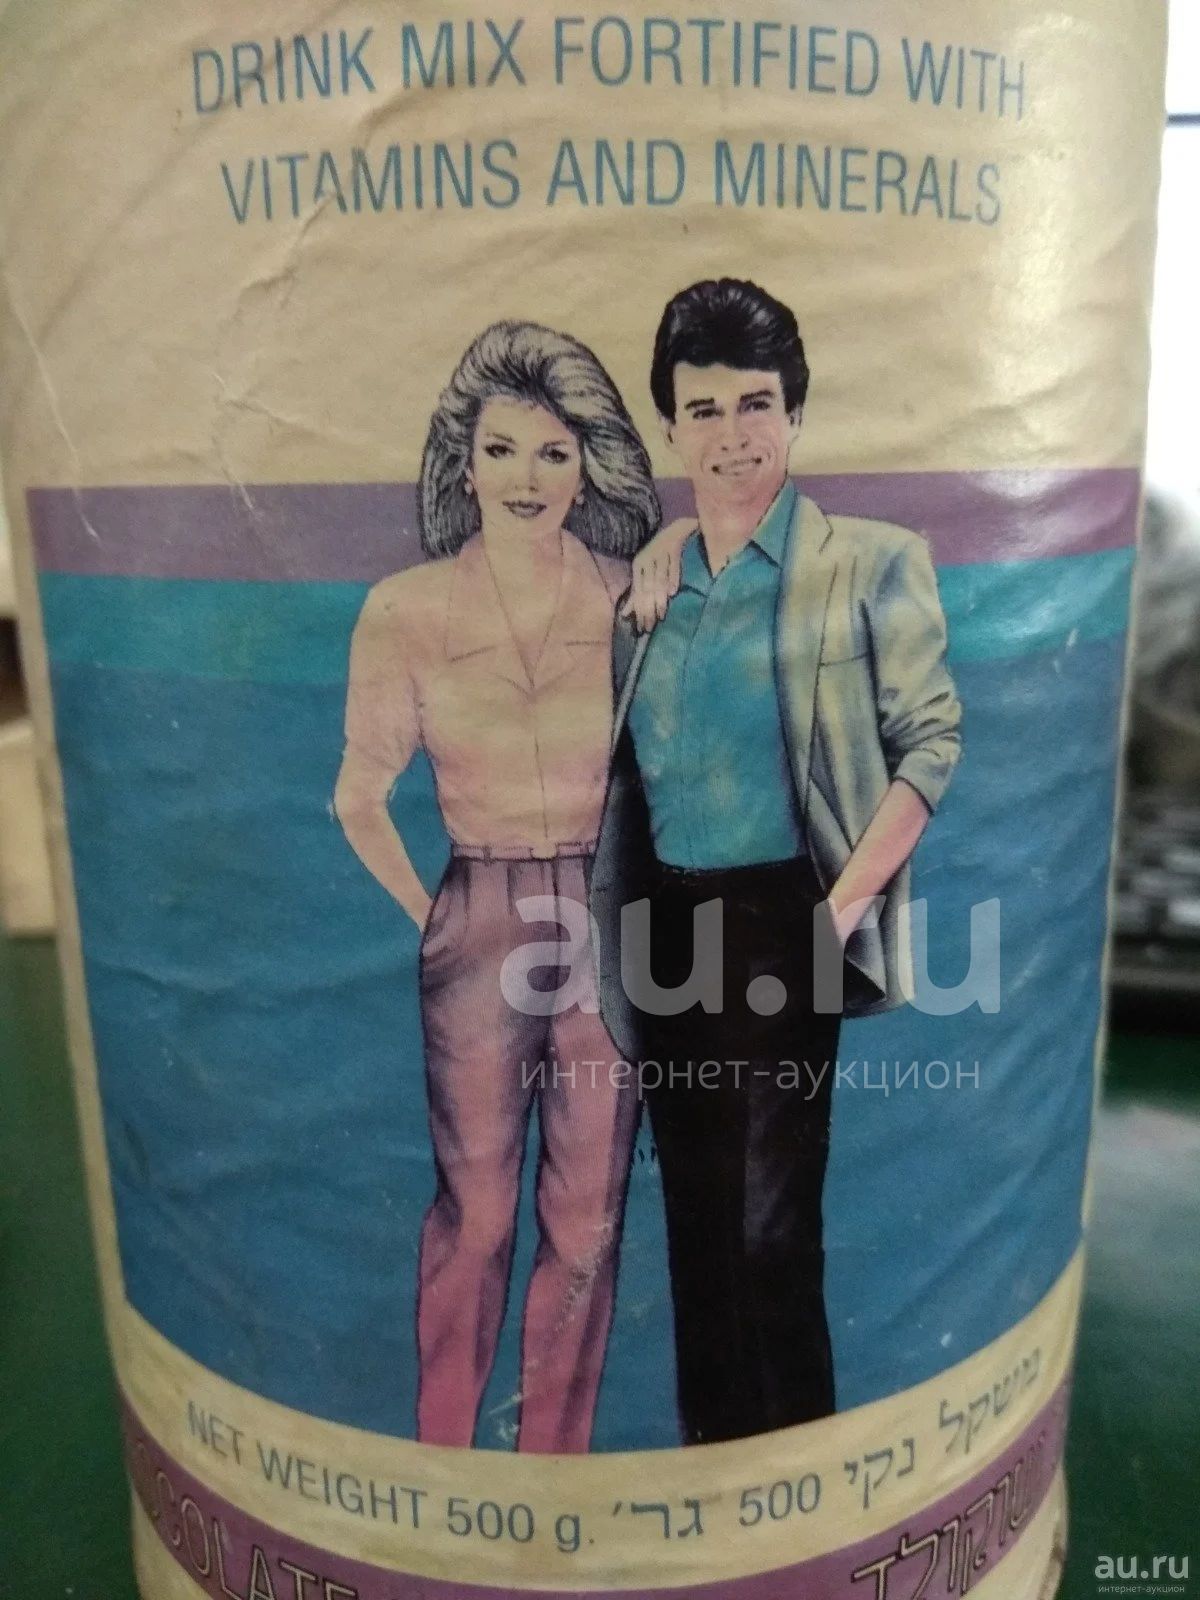 DRINK MIX FORTIFIED WITH
VITAMINS AND MINERALS
au.ru
интернет-аукцион
NET WEIGHT 500 g. משקל נקי 500 גר'
au.ru
интернет-аукцион